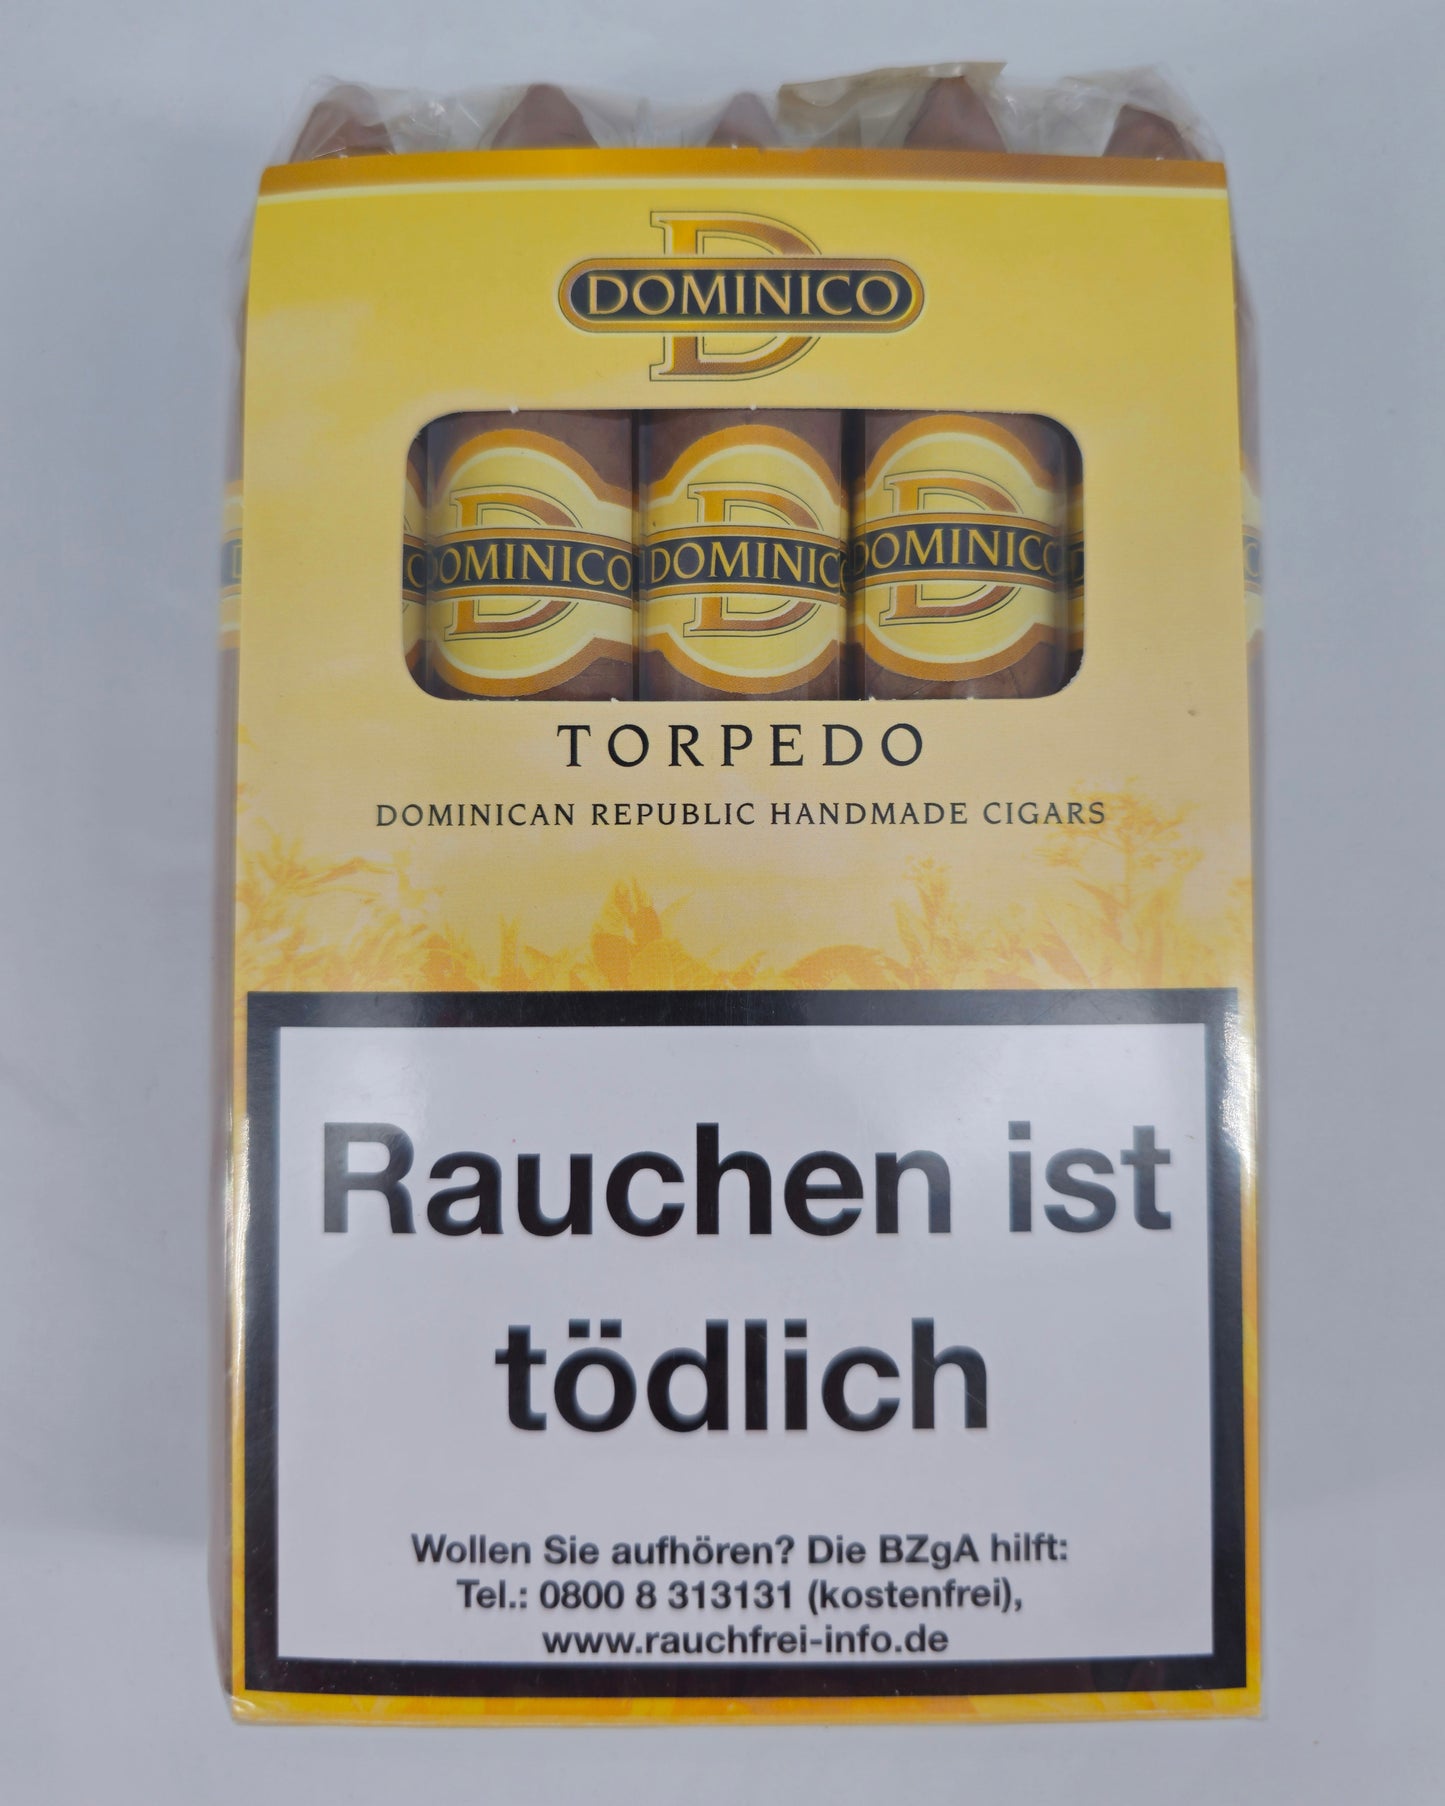 DOMINICO
DOMINICO DOMINICO DOMINICO
TORPEDO
DOMINICAN REPUBLIC HANDMADE CIGARS
Rauchen ist
tödlich
Wollen Sie aufhören? Die BZgA hilft:
Tel.: 0800 8 313131 (kostenfrei),
www.rauchfrei-info.de